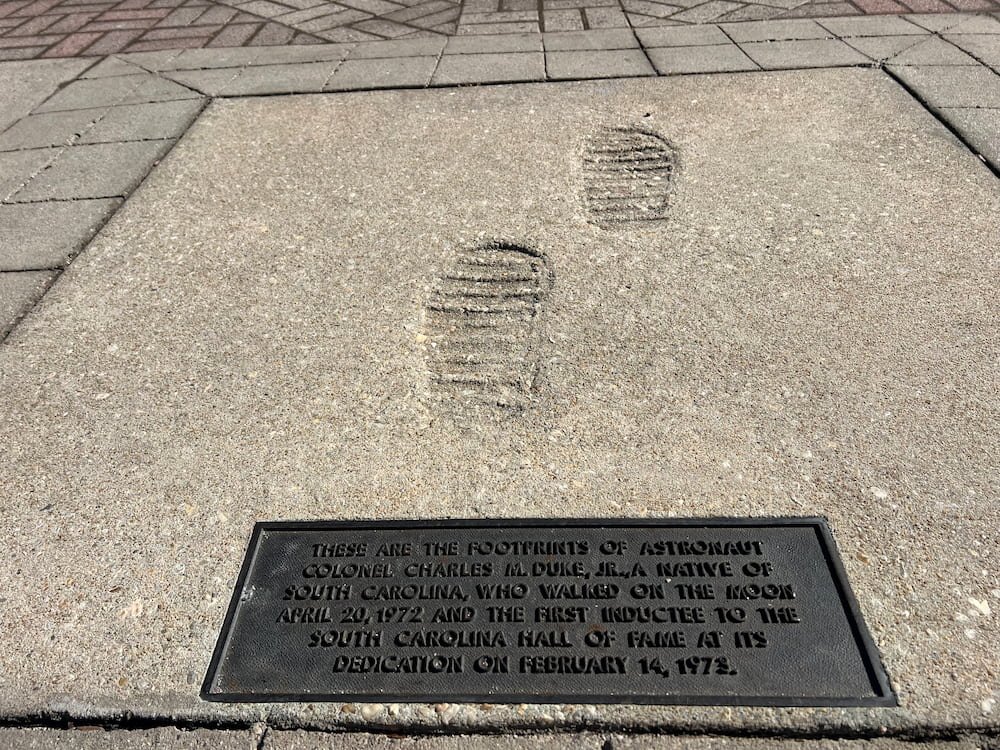 THESE ARE THE FOOTPRINTS OF ASTRONAUT
COLONEL CHARLES M. DUKE, JR., A NATIVE OF
SOUTH CAROLINA, WHO WALKED ON THE MOON
APRIL 20, 1972 AND THE FIRST INDUCTEE TO THE
SOUTH CAROLINA HALL OF FAME AT ITS
DEDICATION ON FEBRUARY 14, 1973.